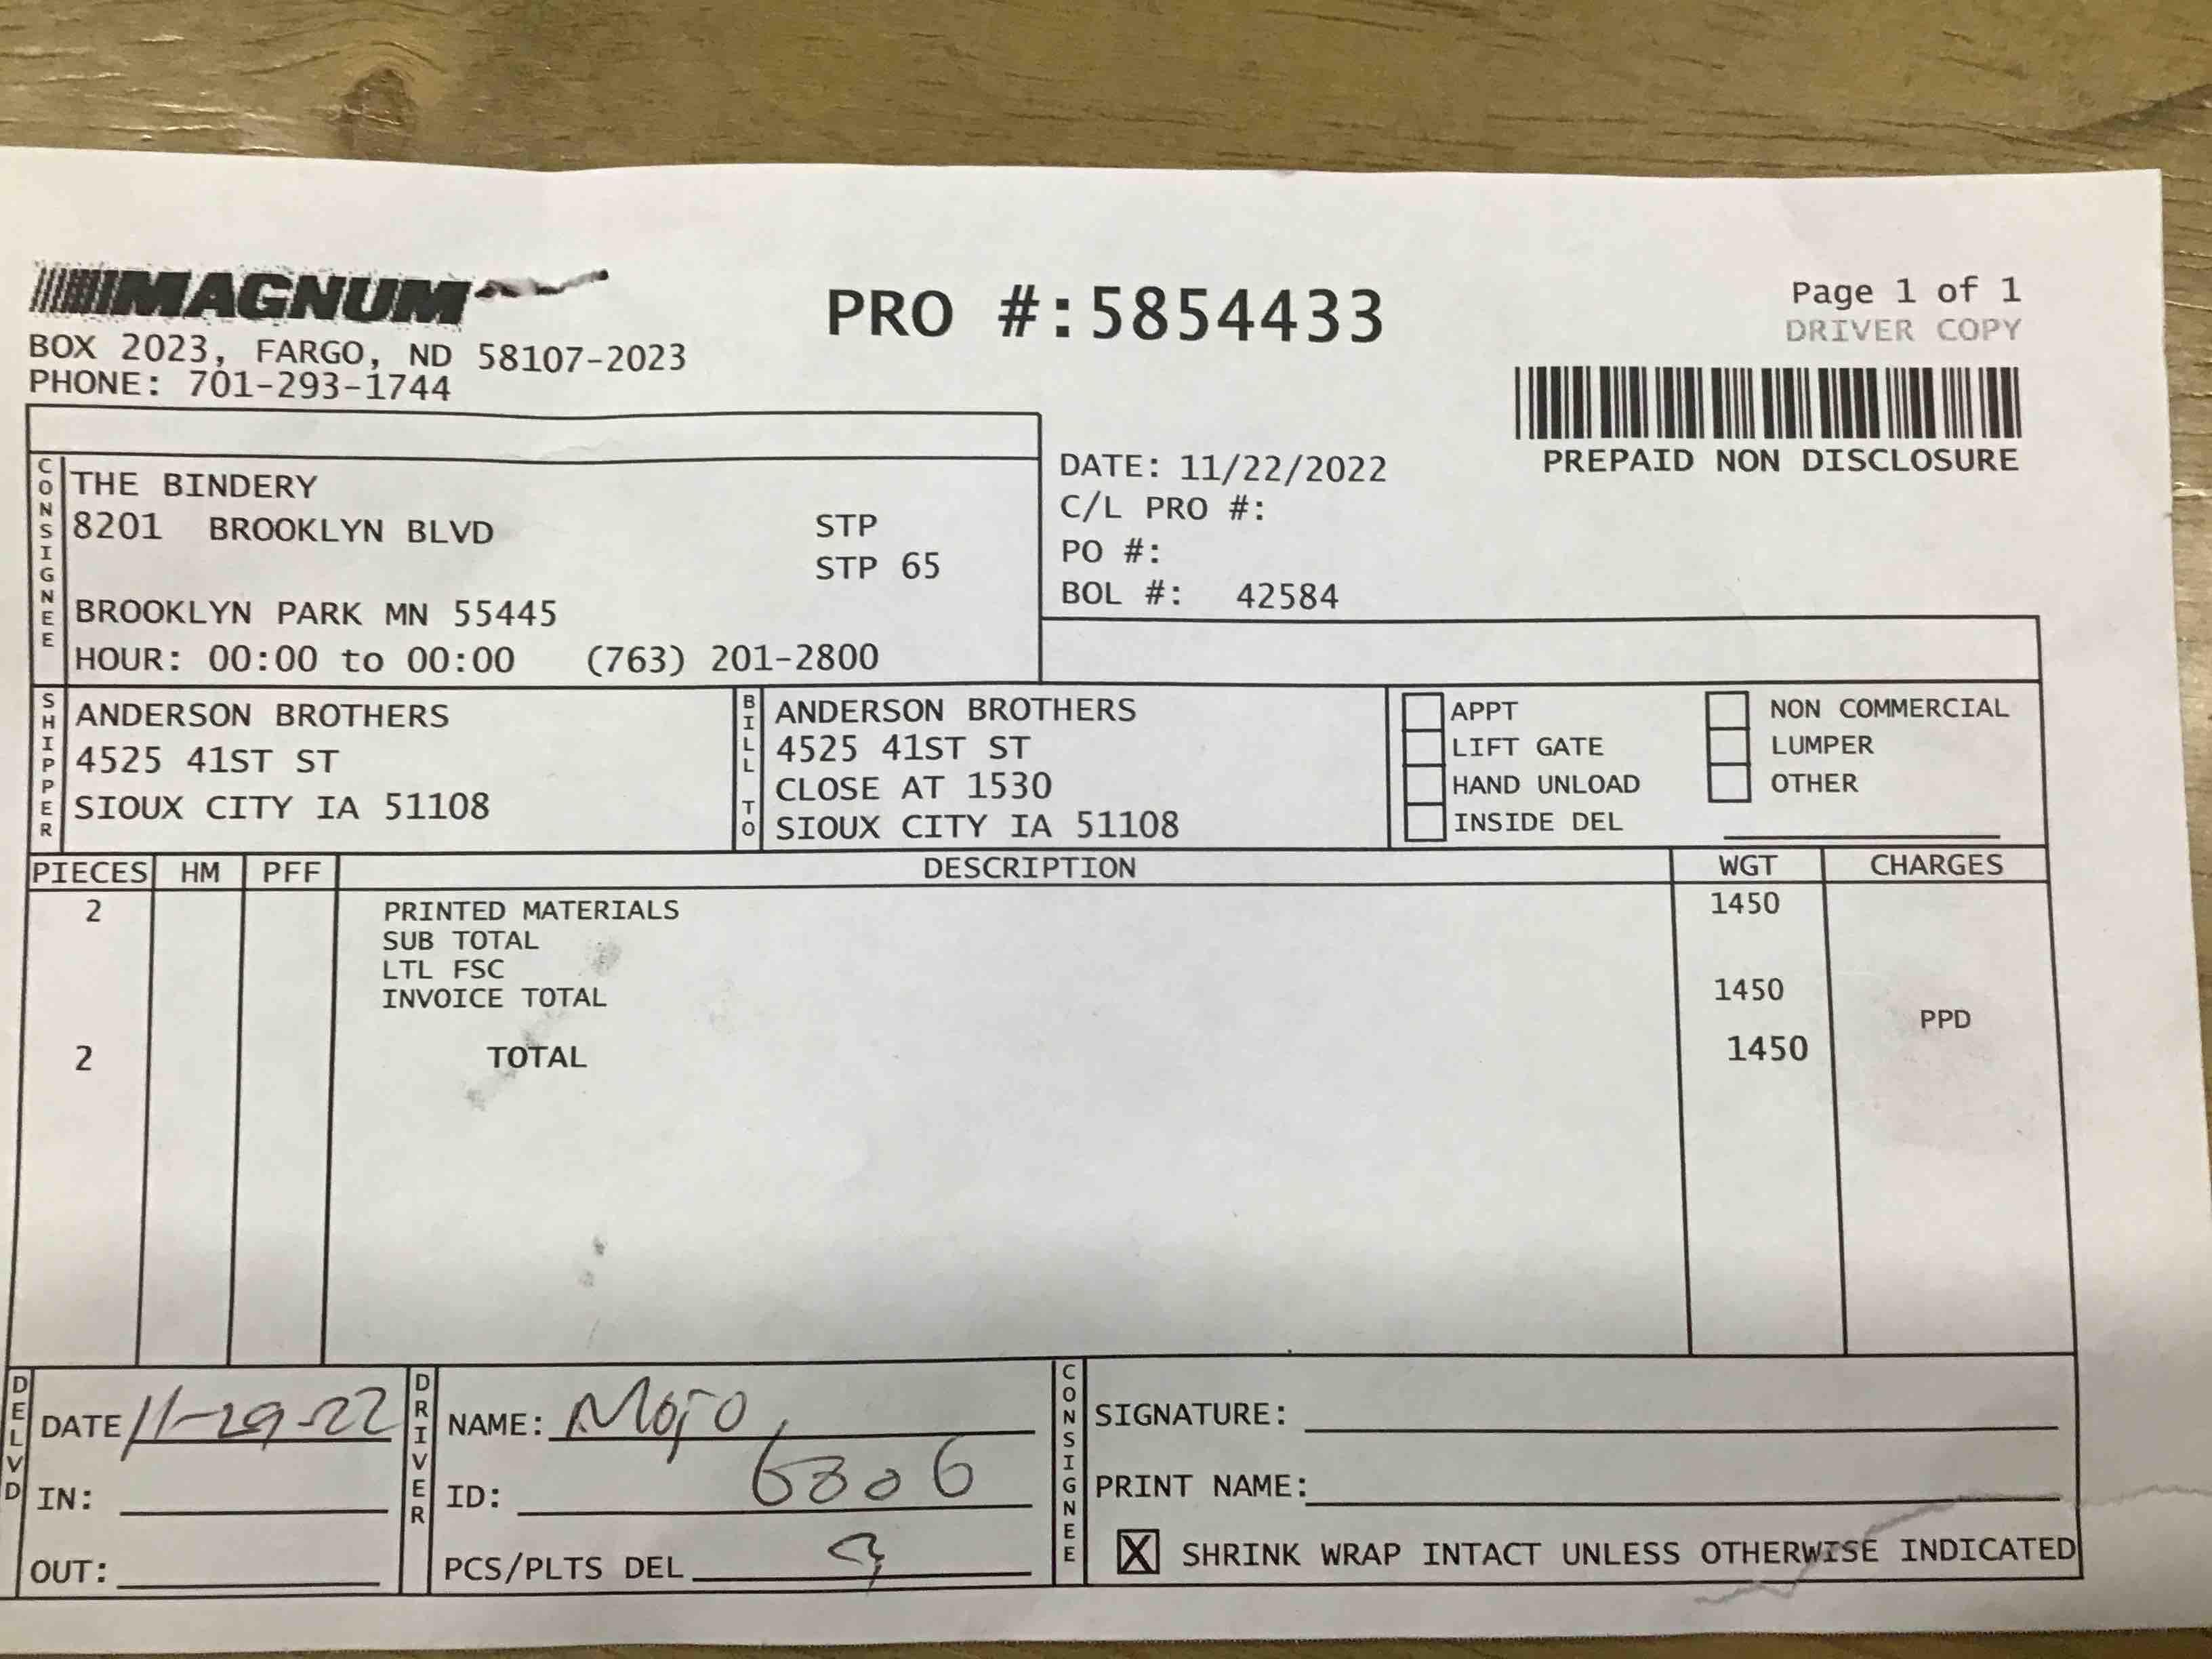 MAGNUM
BOX 2023, FARGO, ND 58107-2023
PHONE: 701-293-1744
PRO #:5854433
Page 1 of 1
DRIVER COPY
PREPAID NON DISCLOSURE
CONSIGNEE
THE BINDERY
8201 BROOKLYN BLVD STP
STP 65
BROOKLYN PARK MN 55445
HOUR: 00:00 to 00:00 (763) 201-2800
DATE: 11/22/2022
C/L PRO #:
PO #:
BOL #: 42584
SHIPPER
ANDERSON BROTHERS
4525 41ST ST
SIOUX CITY IA 51108
BILL TO
ANDERSON BROTHERS
4525 41ST ST
CLOSE AT 1530
SIOUX CITY IA 51108
APPT
LIFT GATE
HAND UNLOAD
INSIDE DEL
NON COMMERCIAL
LUMPER
OTHER
PIECES HM PFF DESCRIPTION WGT CHARGES
2 PRINTED MATERIALS 1450
SUB TOTAL
LTL FSC
INVOICE TOTAL 1450
PPD
2 TOTAL 1450
DELVD
DATE 11-29-22
IN:
OUT:
DRIVER
NAME: Mojo
ID: 6306
PCS/PLTS DEL
CONSIGNEE
SIGNATURE:
PRINT NAME:
X SHRINK WRAP INTACT UNLESS OTHERWISE INDICATED